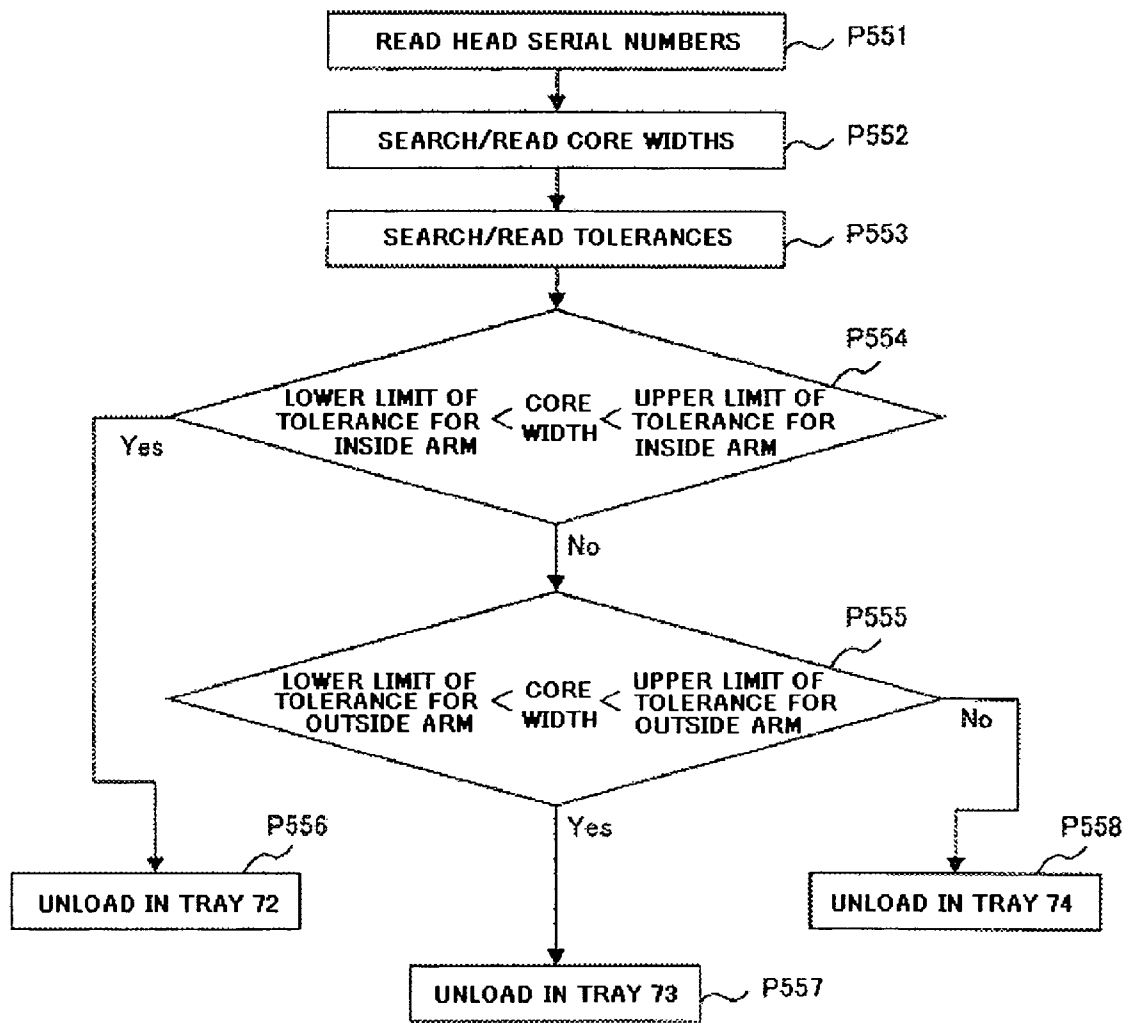 READ HEAD SERIAL NUMBERS
P551
SEARCH/READ CORE WIDTHS
P552
SEARCH/READ TOLERANCES
P553
P554
LOWER LIMIT OF
TOLERANCE FOR
INSIDE ARM
<
CORE
WIDTH
<
UPPER LIMIT OF
TOLERANCE FOR
INSIDE ARM
Yes
No
P555
LOWER LIMIT OF
TOLERANCE FOR
OUTSIDE ARM
<
CORE
WIDTH
<
UPPER LIMIT OF
TOLERANCE FOR
OUTSIDE ARM
No
Yes
P556
UNLOAD IN TRAY 72
P558
UNLOAD IN TRAY 74
UNLOAD IN TRAY 73
P557